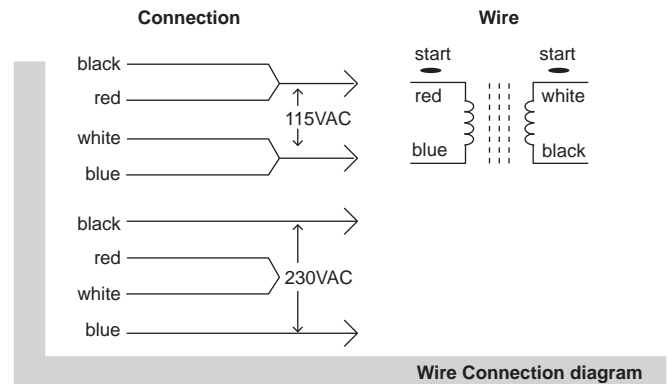 Connection
black
red
115VAC
white
blue
black
red
230VAC
white
blue
Wire
start start
red white
blue black
Wire Connection diagram